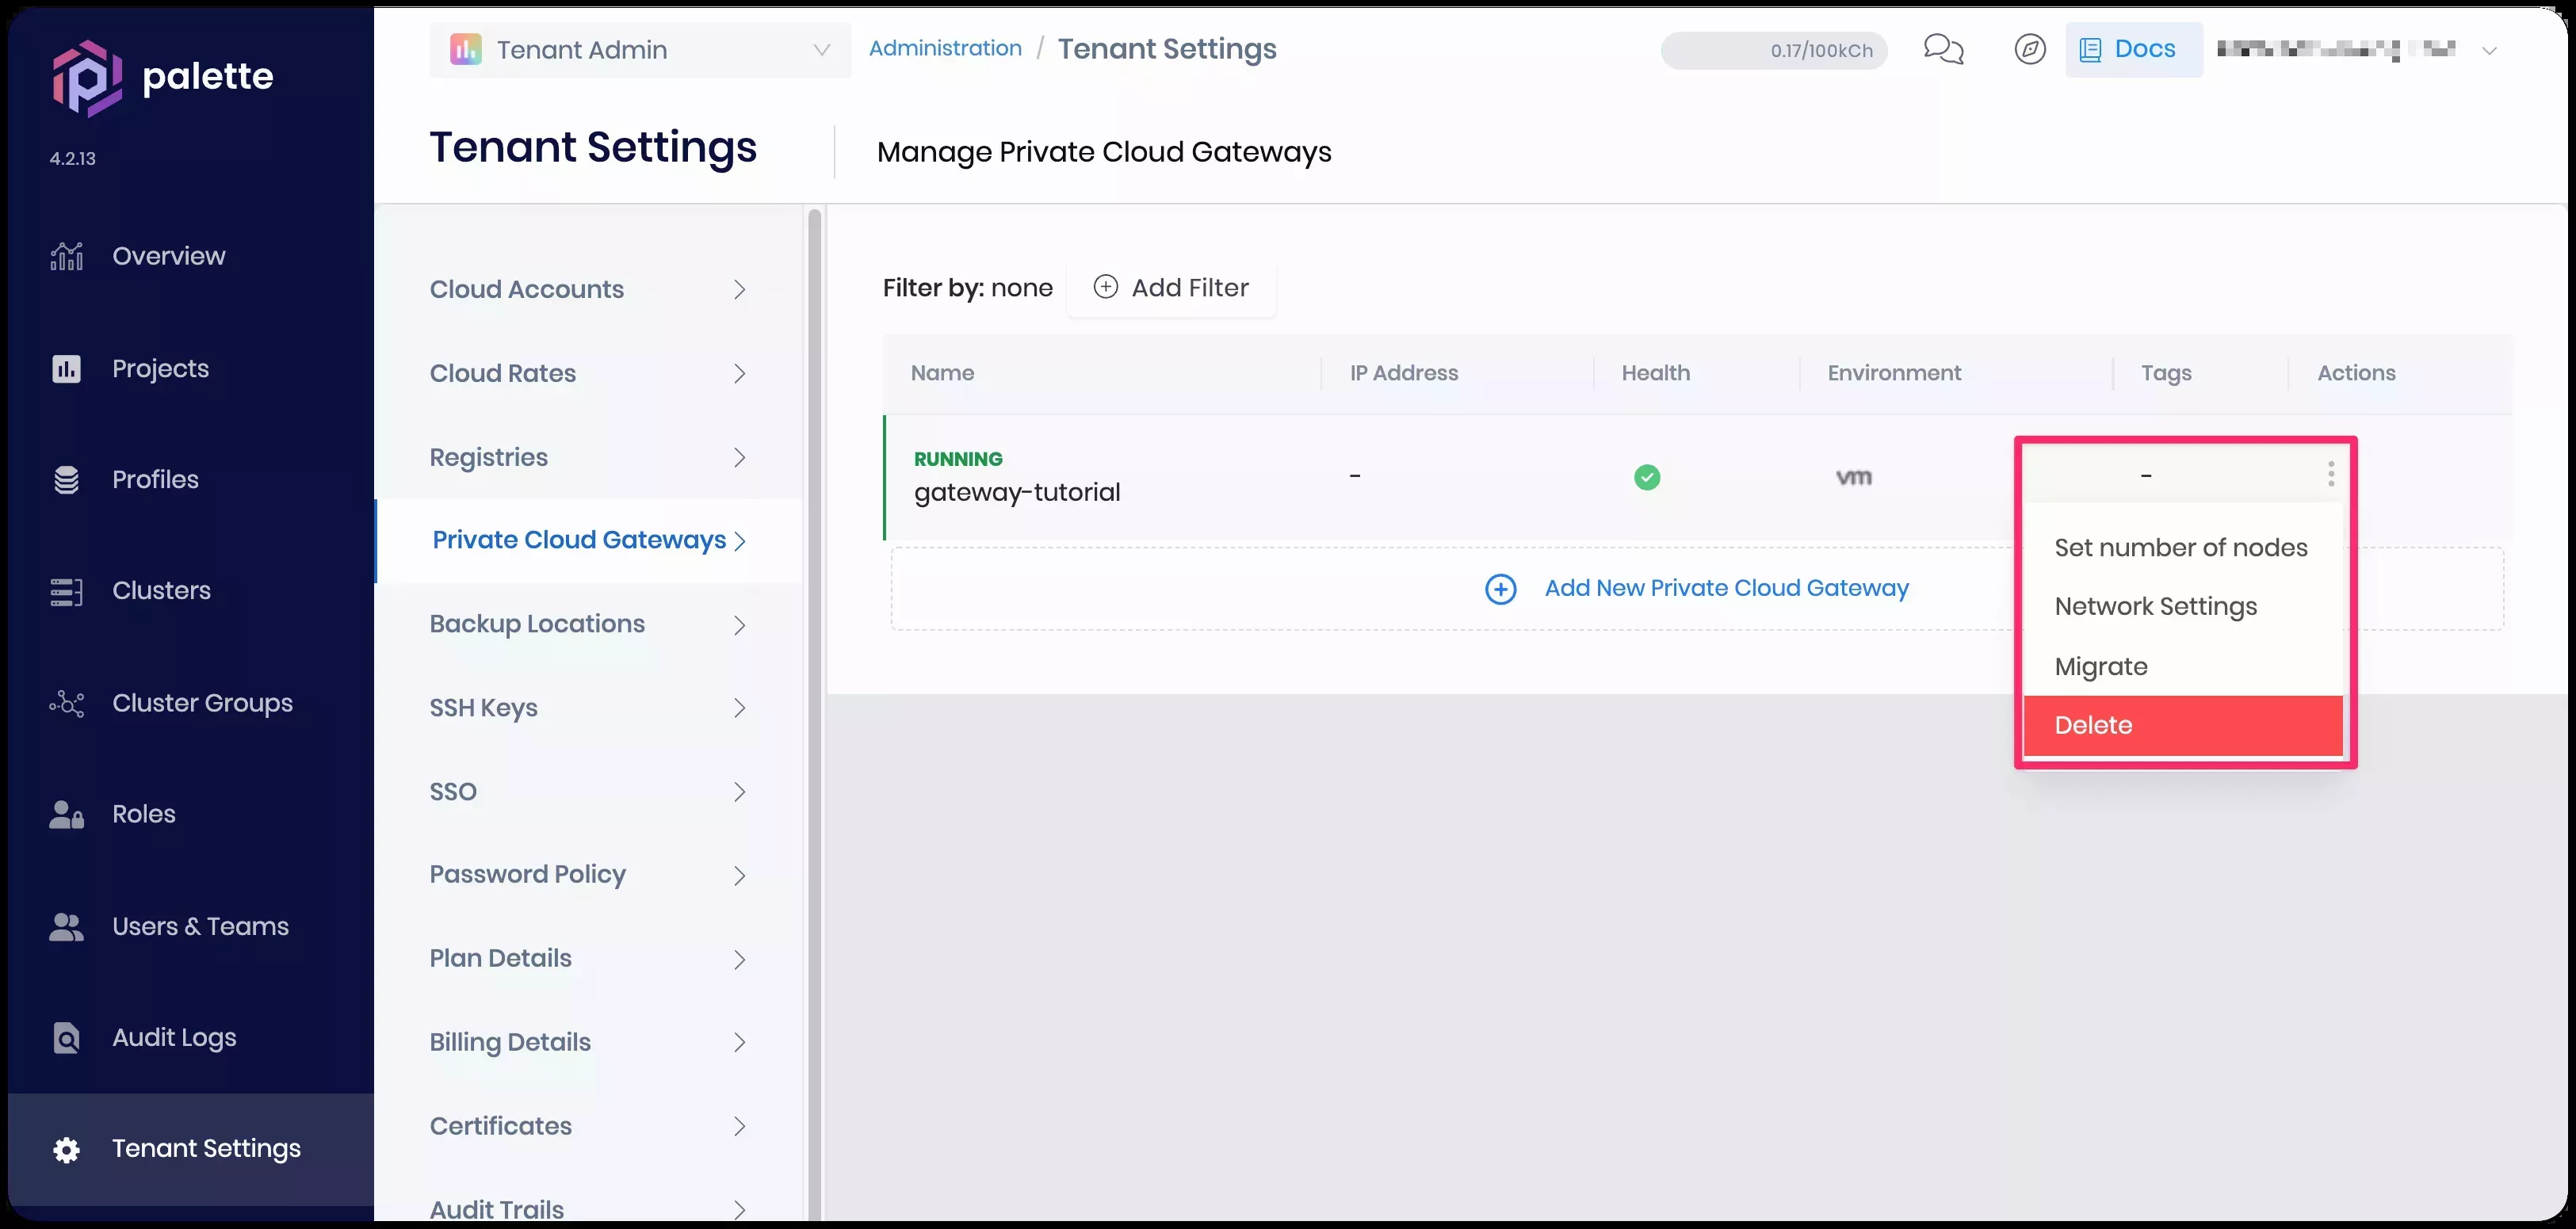 palette
4.2.13
Overview
Projects
Profiles
Clusters
Cluster Groups
Roles
Users & Teams
Audit Logs
Tenant Settings
Tenant Admin
Administration / Tenant Settings
0.17/100kCh
Docs
Tenant Settings
Manage Private Cloud Gateways
Cloud Accounts
Cloud Rates
Registries
Private Cloud Gateways
Backup Locations
SSH Keys
SSO
Password Policy
Plan Details
Billing Details
Certificates
Audit Trails
Filter by: none
Add Filter
Name IP Address Health Environment Tags Actions
RUNNING
gateway-tutorial
- vm -
Add New Private Cloud Gateway
Set number of nodes
Network Settings
Migrate
Delete